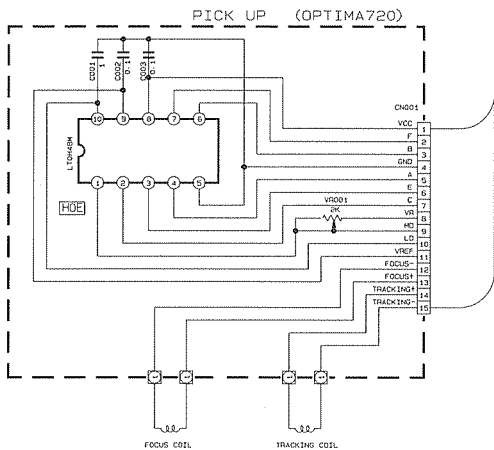 PICK UP (OPTIMA720)
C001
1
C002
0.1
C003
0.1
CN001
10 9 8 7 6
LT0H48M
1 2 3 4 5
HOE
VR001
2K
VCC 1
F 2
B 3
GND 4
A 5
E 6
C 7
VR 8
MD 9
LD 10
VREF 11
FOCUS- 12
FOCUS+ 13
TRACKING+ 14
TRACKING- 15
FOCUS COIL
TRACKING COIL